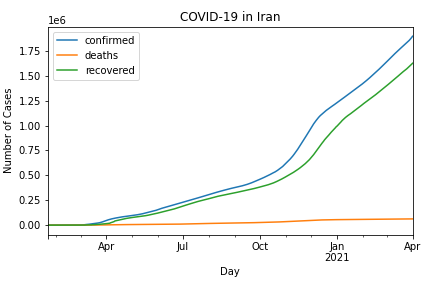 COVID-19 in Iran
1e6
confirmed
deaths
recovered
Number of Cases
1.75
1.50
1.25
1.00
0.75
0.50
0.25
0.00
Apr Jul Oct Jan Apr
2021
Day